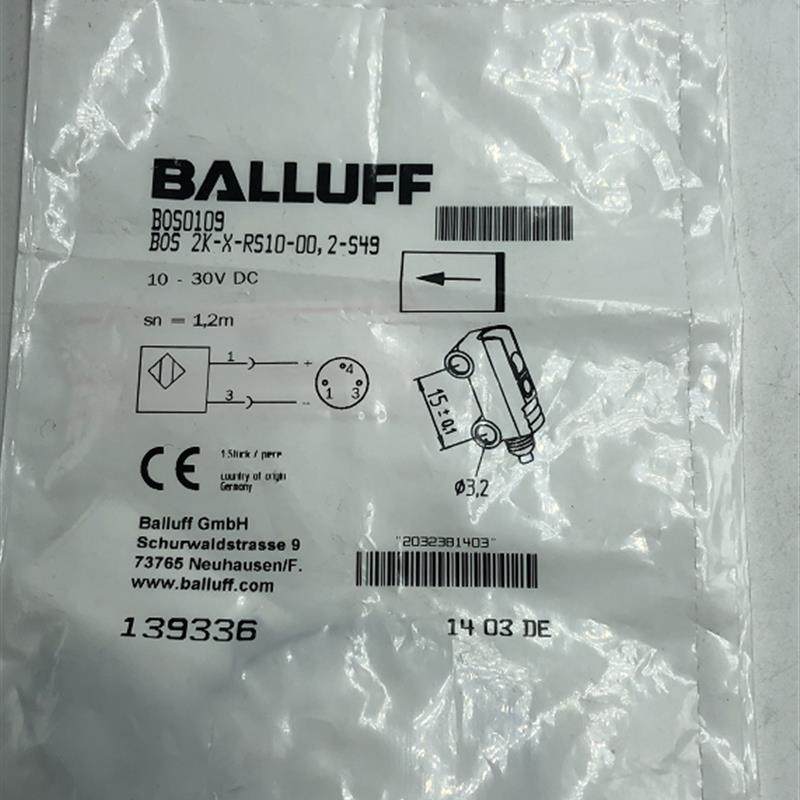 BALLUFF
BOS0109
BOS 2K-X-RS10-00,2-S49
10 - 30V DC
sn = 1,2m
1 +
3 -
4
1 3
15 ± 0,1
ø3,2
CE
1 Stück / piece
country of origin
Germany
Balluff GmbH
Schurwaldstrasse 9
73765 Neuhausen/F.
www.balluff.com
"2032381403"
139336
14 03 DE